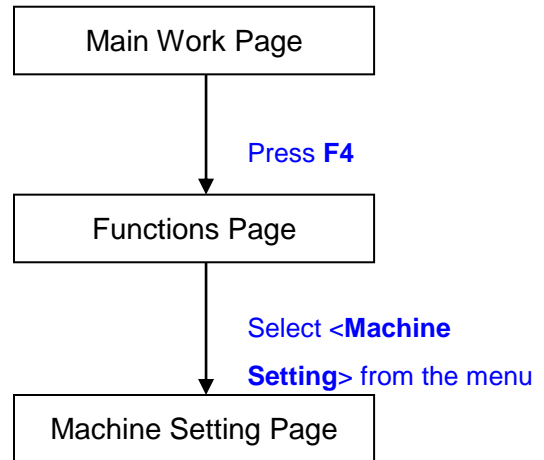 Main Work Page
Press F4
Functions Page
Select <Machine
Setting> from the menu
Machine Setting Page